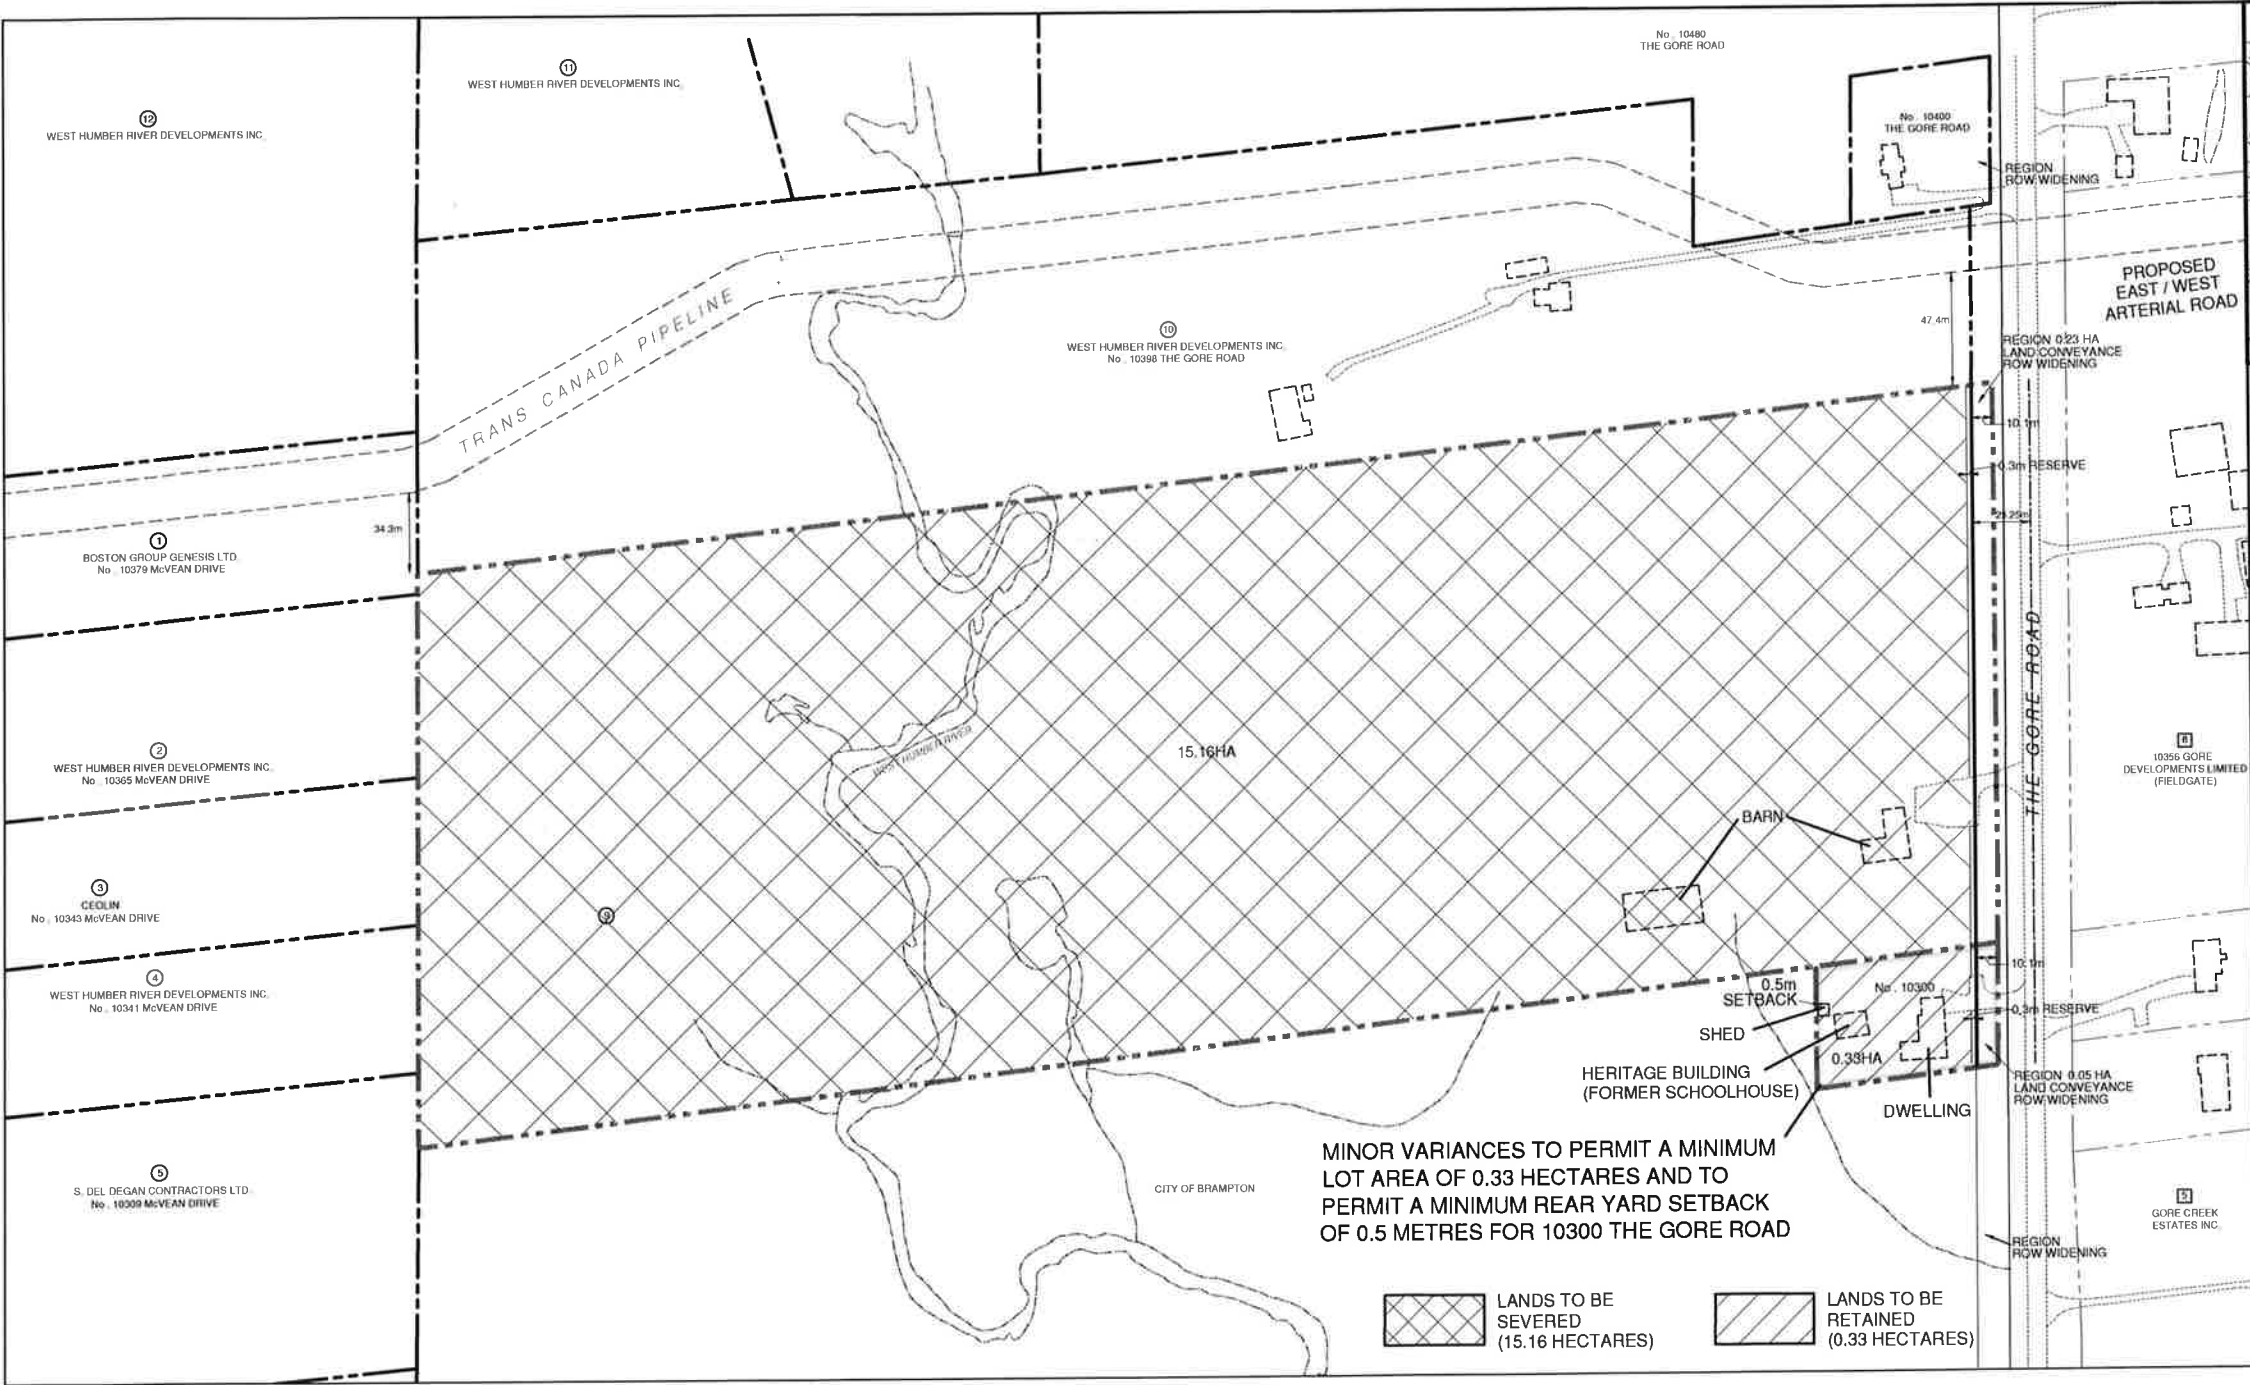 No. 10480
THE GORE ROAD
11
WEST HUMBER RIVER DEVELOPMENTS INC.
12
WEST HUMBER RIVER DEVELOPMENTS INC.
No. 10400
THE GORE ROAD
REGION
ROW WIDENING
PROPOSED
EAST / WEST
ARTERIAL ROAD
TRANS CANADA PIPELINE
10
WEST HUMBER RIVER DEVELOPMENTS INC.
No. 10398 THE GORE ROAD
47.4m
REGION 0.23 HA
LAND CONVEYANCE
ROW WIDENING
10.1m
0.3m RESERVE
34.3m
1
BOSTON GROUP GENESIS LTD.
No. 10379 McVEAN DRIVE
THE GORE ROAD
2
WEST HUMBER RIVER DEVELOPMENTS INC.
No. 10365 McVEAN DRIVE
WEST HUMBER RIVER
15.16HA
10356 GORE
DEVELOPMENTS LIMITED
(FIELDGATE)
BARN
3
CEOLIN
No. 10343 McVEAN DRIVE
9
4
WEST HUMBER RIVER DEVELOPMENTS INC.
No. 10341 McVEAN DRIVE
10.1m
0.5m
SETBACK
No. 10300
0.3m RESERVE
SHED
0.33HA
HERITAGE BUILDING
(FORMER SCHOOLHOUSE)
DWELLING
REGION 0.05 HA
LAND CONVEYANCE
ROW WIDENING
MINOR VARIANCES TO PERMIT A MINIMUM
LOT AREA OF 0.33 HECTARES AND TO
PERMIT A MINIMUM REAR YARD SETBACK
OF 0.5 METRES FOR 10300 THE GORE ROAD
5
S. DEL DEGAN CONTRACTORS LTD.
No. 10309 McVEAN DRIVE
CITY OF BRAMPTON
5
GORE CREEK
ESTATES INC.
REGION
ROW WIDENING
LANDS TO BE
SEVERED
(15.16 HECTARES)
LANDS TO BE
RETAINED
(0.33 HECTARES)